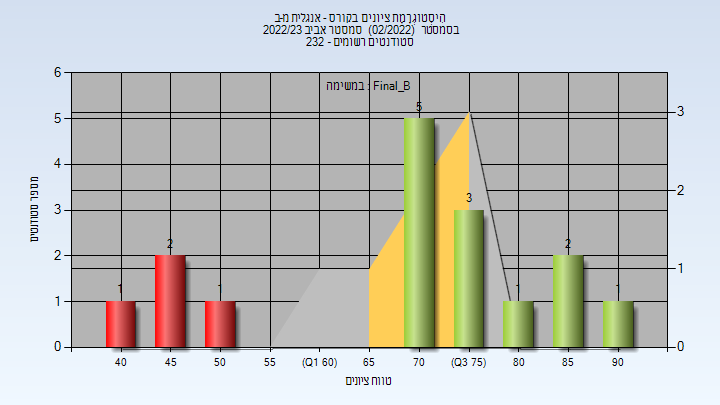 היסטוגרמת ציונים בקורס - אנגלית מ-ב
בסמסטר (02/2022) סמסטר אביב 2022/23
סטודנטים רשומים - 232
במשימה : Final_B
מספר סטודנטים
6
5
4
3
2
1
0
3
2
1
0
1
2
1
5
3
1
2
1
40 45 50 55 (Q1 60) 65 70 (Q3 75) 80 85 90
טווח ציונים